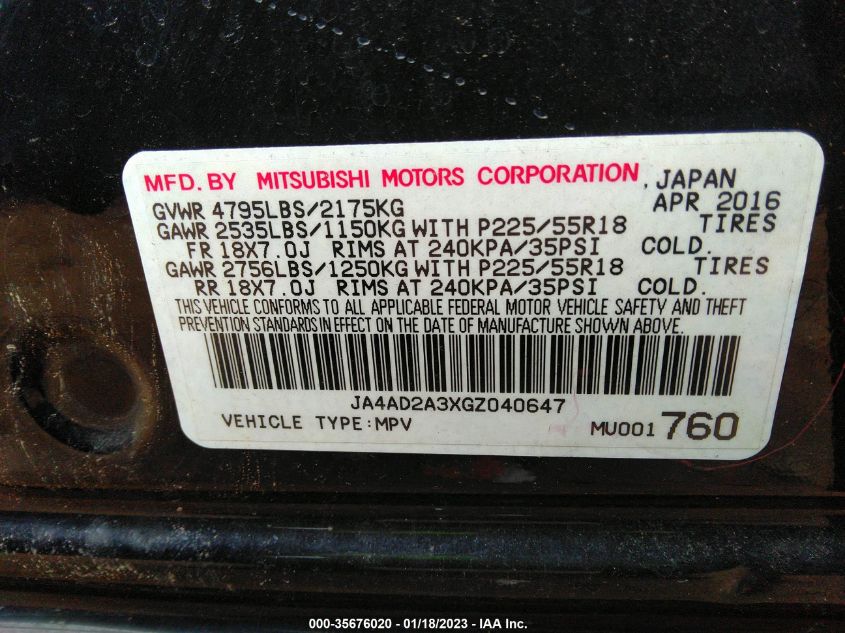 MFD. BY MITSUBISHI MOTORS CORPORATION , JAPAN
GVWR 4795LBS/2175KG APR 2016
GAWR 2535LBS/1150KG WITH P225/55R18 TIRES
FR 18X7.0J RIMS AT 240KPA/35PSI COLD.
GAWR 2756LBS/1250KG WITH P225/55R18 TIRES
RR 18X7.0J RIMS AT 240KPA/35PSI COLD.
THIS VEHICLE CONFORMS TO ALL APPLICABLE FEDERAL MOTOR VEHICLE SAFETY AND THEFT
PREVENTION STANDARDS IN EFFECT ON THE DATE OF MANUFACTURE SHOWN ABOVE.
JA4AD2A3XGZ040647
VEHICLE TYPE:MPV MU001 760
000-35676020 - 01/18/2023 - IAA Inc.